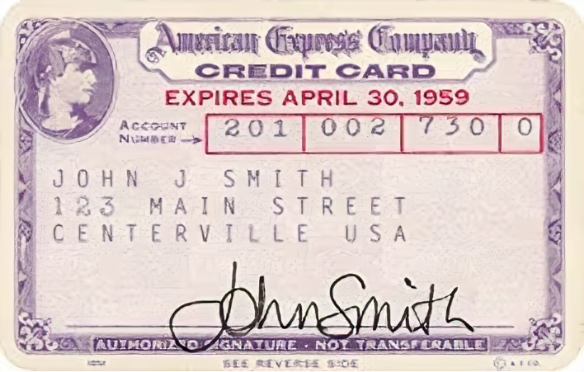 American Express Company
CREDIT CARD
EXPIRES APRIL 30, 1959
ACCOUNT NUMBER 201 002 730 0
JOHN J SMITH
123 MAIN STREET
CENTERVILLE USA
John Smith
AUTHORIZED SIGNATURE · NOT TRANSFERABLE
SEE REVERSE SIDE